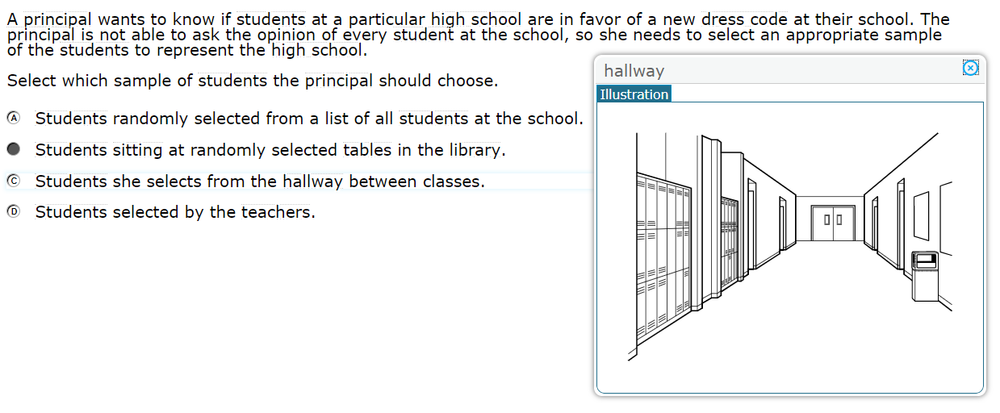 A principal wants to know if students at a particular high school are in favor of a new dress code at their school. The
principal is not able to ask the opinion of every student at the school, so she needs to select an appropriate sample
of the students to represent the high school.
Select which sample of students the principal should choose.
A Students randomly selected from a list of all students at the school.
Students sitting at randomly selected tables in the library.
C Students she selects from the hallway between classes.
D Students selected by the teachers.
hallway
Illustration